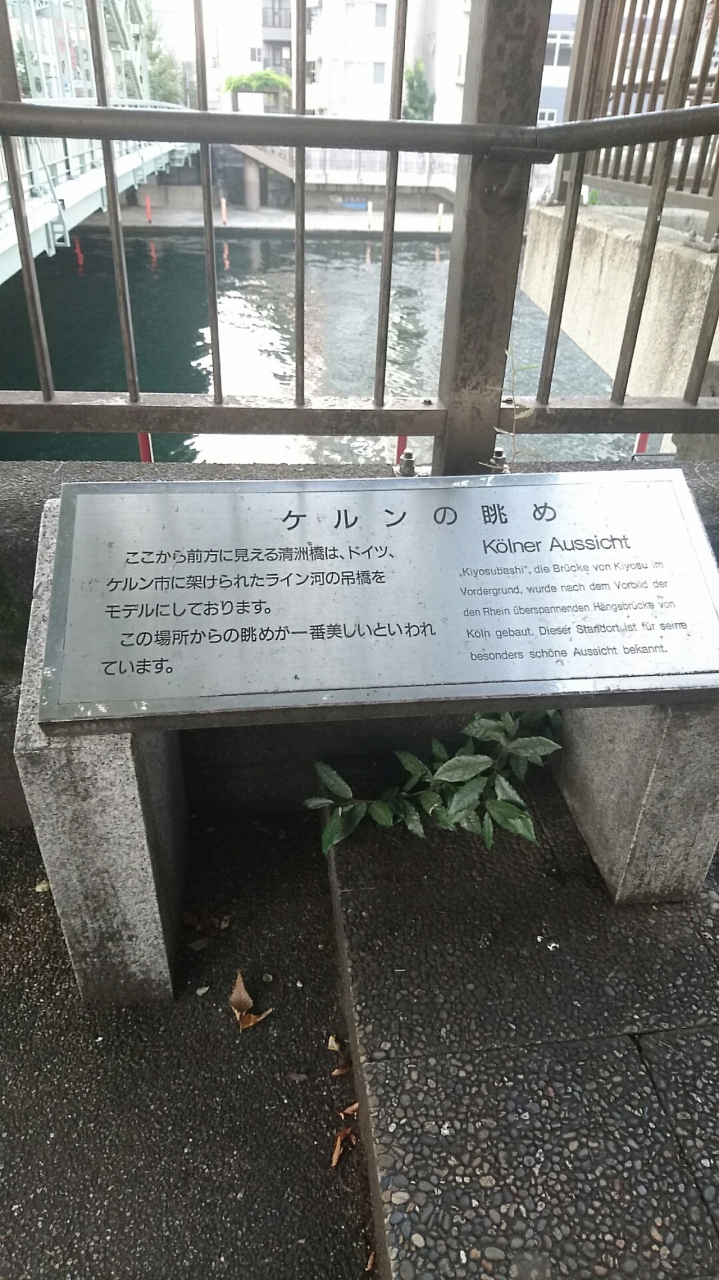 ケルンの眺め
ここから前方に見える清洲橋は、ドイツ、
ケルン市に架けられたライン河の吊橋を
モデルにしております。
この場所からの眺めが一番美しいといわれ
ています。
Kölner Aussicht
„Kiyosubashi", die Brücke von Kiyosu im
Vordergrund, wurde nach dem Vorbild der
den Rhein überspannenden Hängebrücke von
Köln gebaut. Dieser Standort ist für seine
besonders schöne Aussicht bekannt.